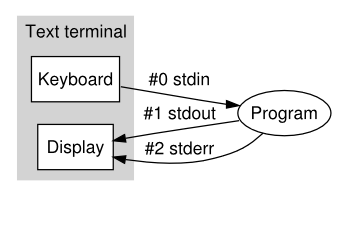 Text terminal
Keyboard
#0 stdin
#1 stdout
Program
Display
#2 stderr